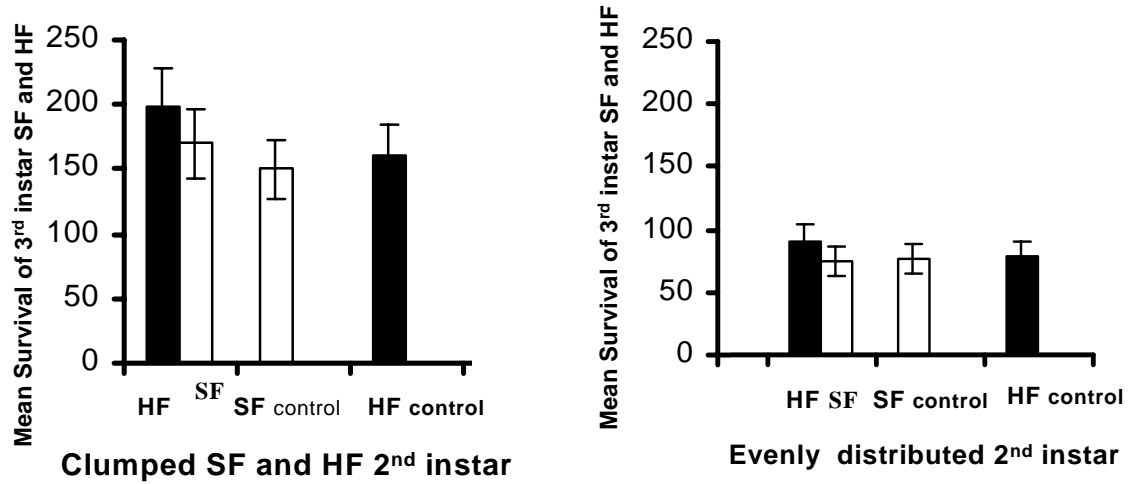 Mean Survival of 3rd instar SF and HF
250
200
150
100
50
0
HF
SF
SF control
HF control
Clumped SF and HF 2nd instar
Mean Survival of 3rd instar SF and HF
250
200
150
100
50
0
HF SF SF control HF control
Evenly distributed 2nd instar